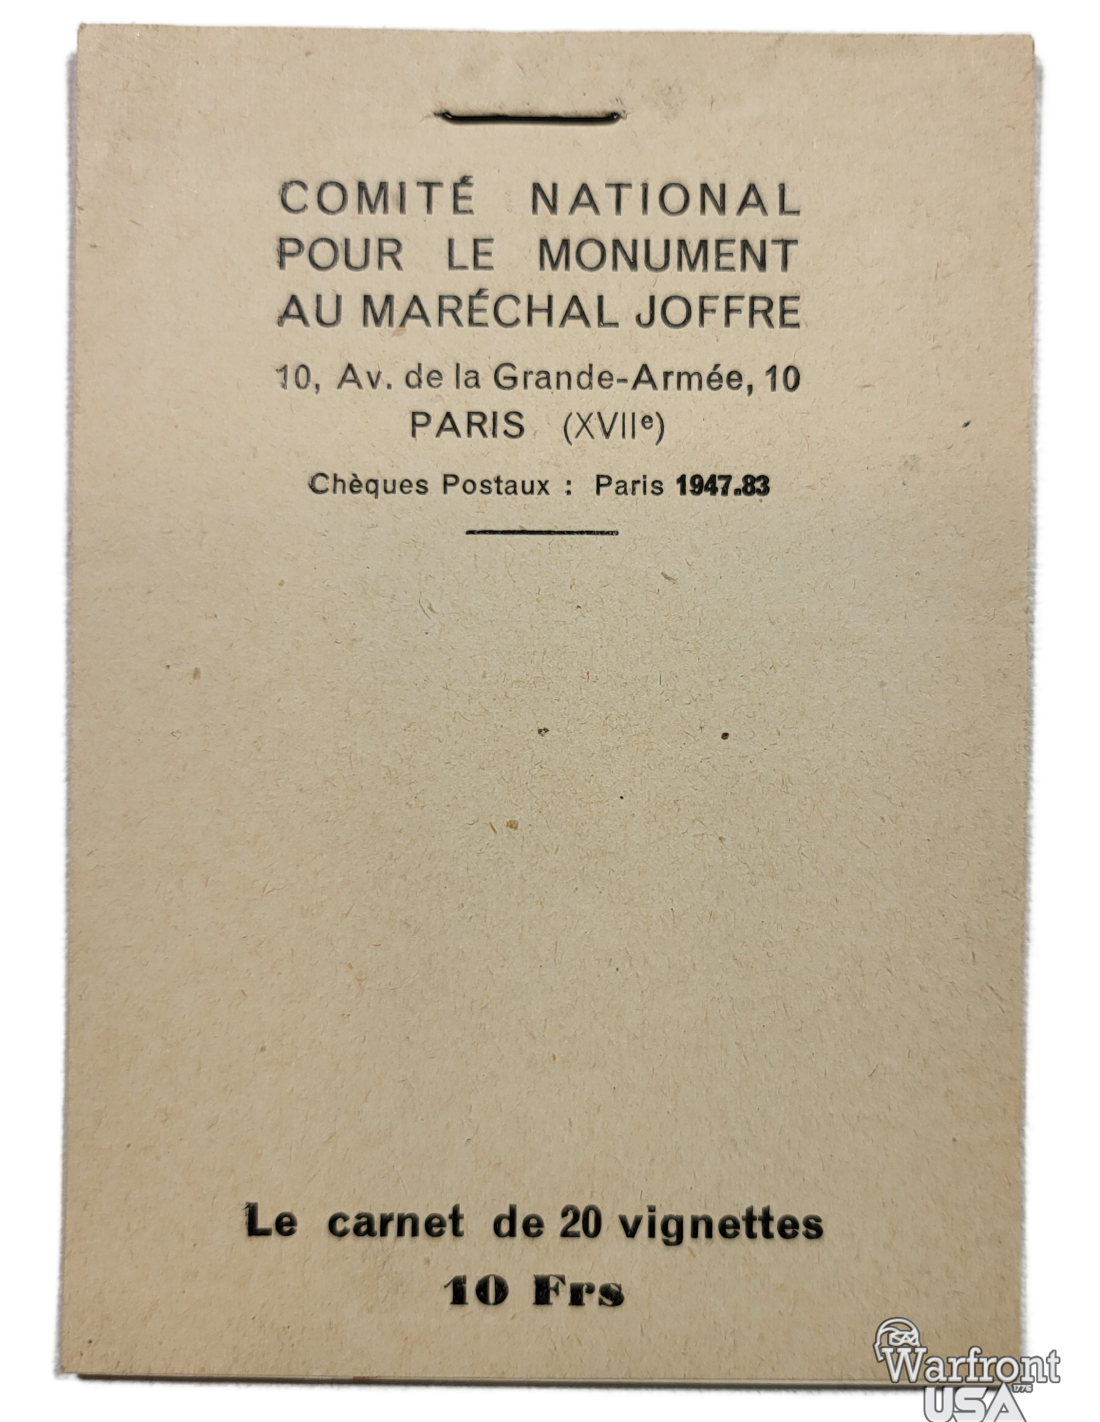 COMITÉ NATIONAL
POUR LE MONUMENT
AU MARÉCHAL JOFFRE
10, Av. de la Grande-Armée, 10
PARIS (XVIIe)
Chèques Postaux : Paris 1947.83
Le carnet de 20 vignettes
10 Frs
Warfront
USA 1776